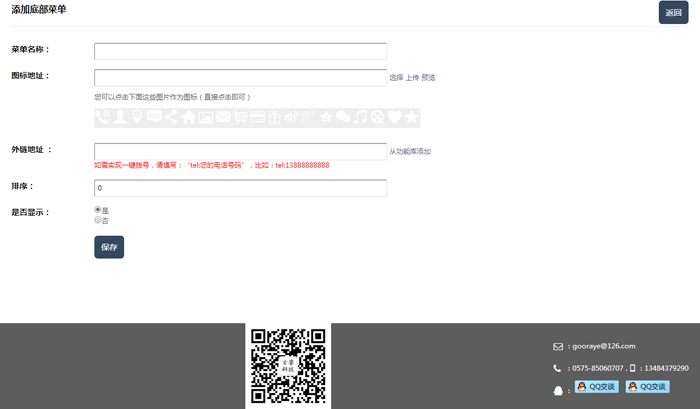 添加底部菜单
返回
菜单名称：
图标地址：
选择 上传 预览
您可以点击下面这些图片作为图标（直接点击即可）
外链地址 ：
从功能库添加
如需实现一键拨号，请填写：“tel:您的电话号码”，比如：tel:13888888888
排序：
0
是否显示：
是
否
保存
古睿
科技
：gooraye@126.com
：0575-85060707，：13484379290
： QQ交谈 QQ交谈